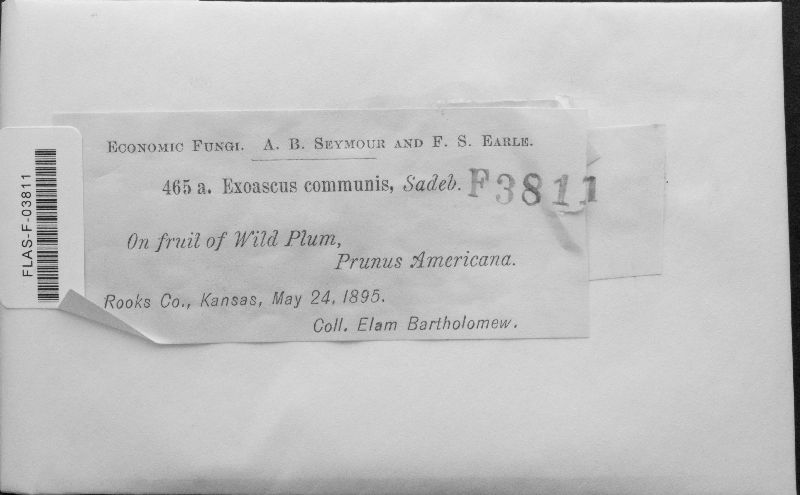 Economic Fungi. A. B. Seymour and F. S. Earle.
465 a. Exoascus communis, Sadeb. F3811
On fruit of Wild Plum,
Prunus Americana.
Rooks Co., Kansas, May 24, 1895.
Coll. Elam Bartholomew.
FLAS-F-03811